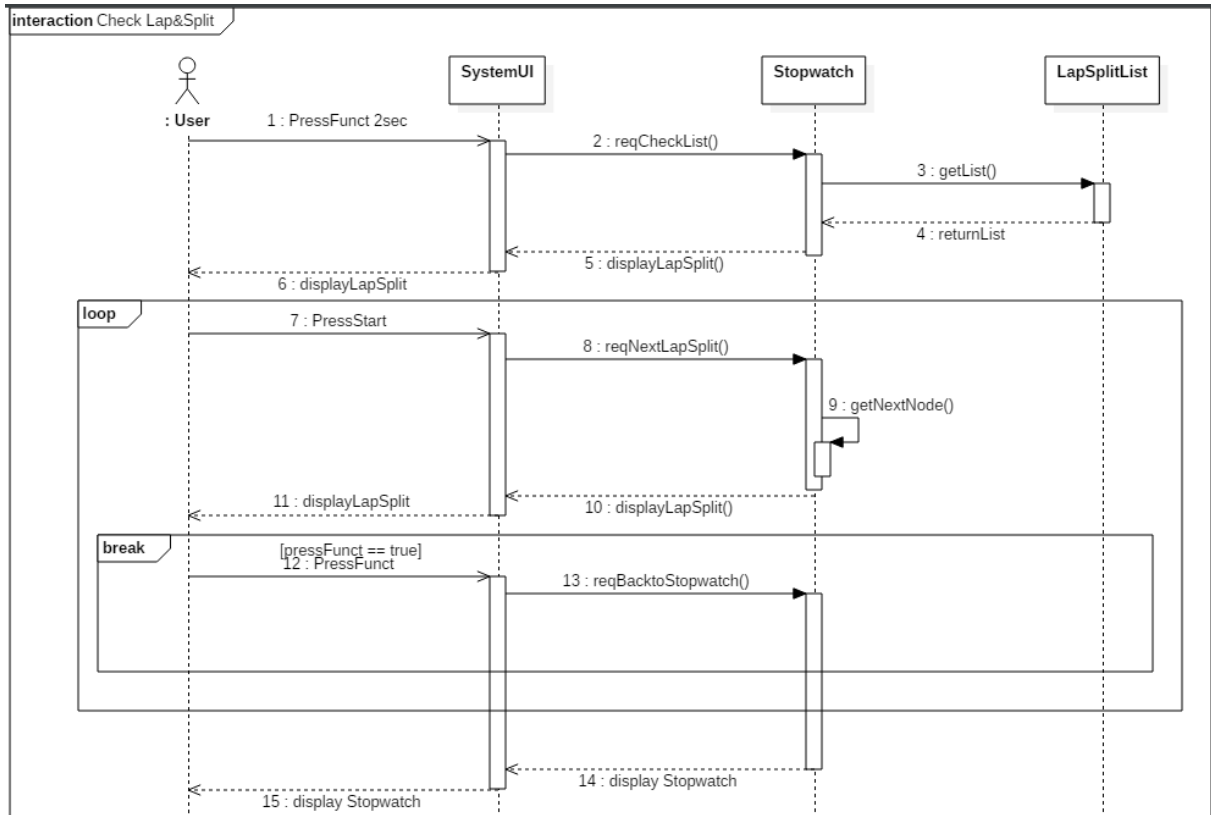 interaction Check Lap&Split
SystemUI
Stopwatch
LapSplitList
: User
1 : PressFunct 2sec
2 : reqCheckList()
3 : getList()
4 : returnList
5 : displayLapSplit()
6 : displayLapSplit
loop
7 : PressStart
8 : reqNextLapSplit()
9 : getNextNode()
10 : displayLapSplit()
11 : displayLapSplit
break
[pressFunct == true]
12 : PressFunct
13 : reqBacktoStopwatch()
14 : display Stopwatch
15 : display Stopwatch